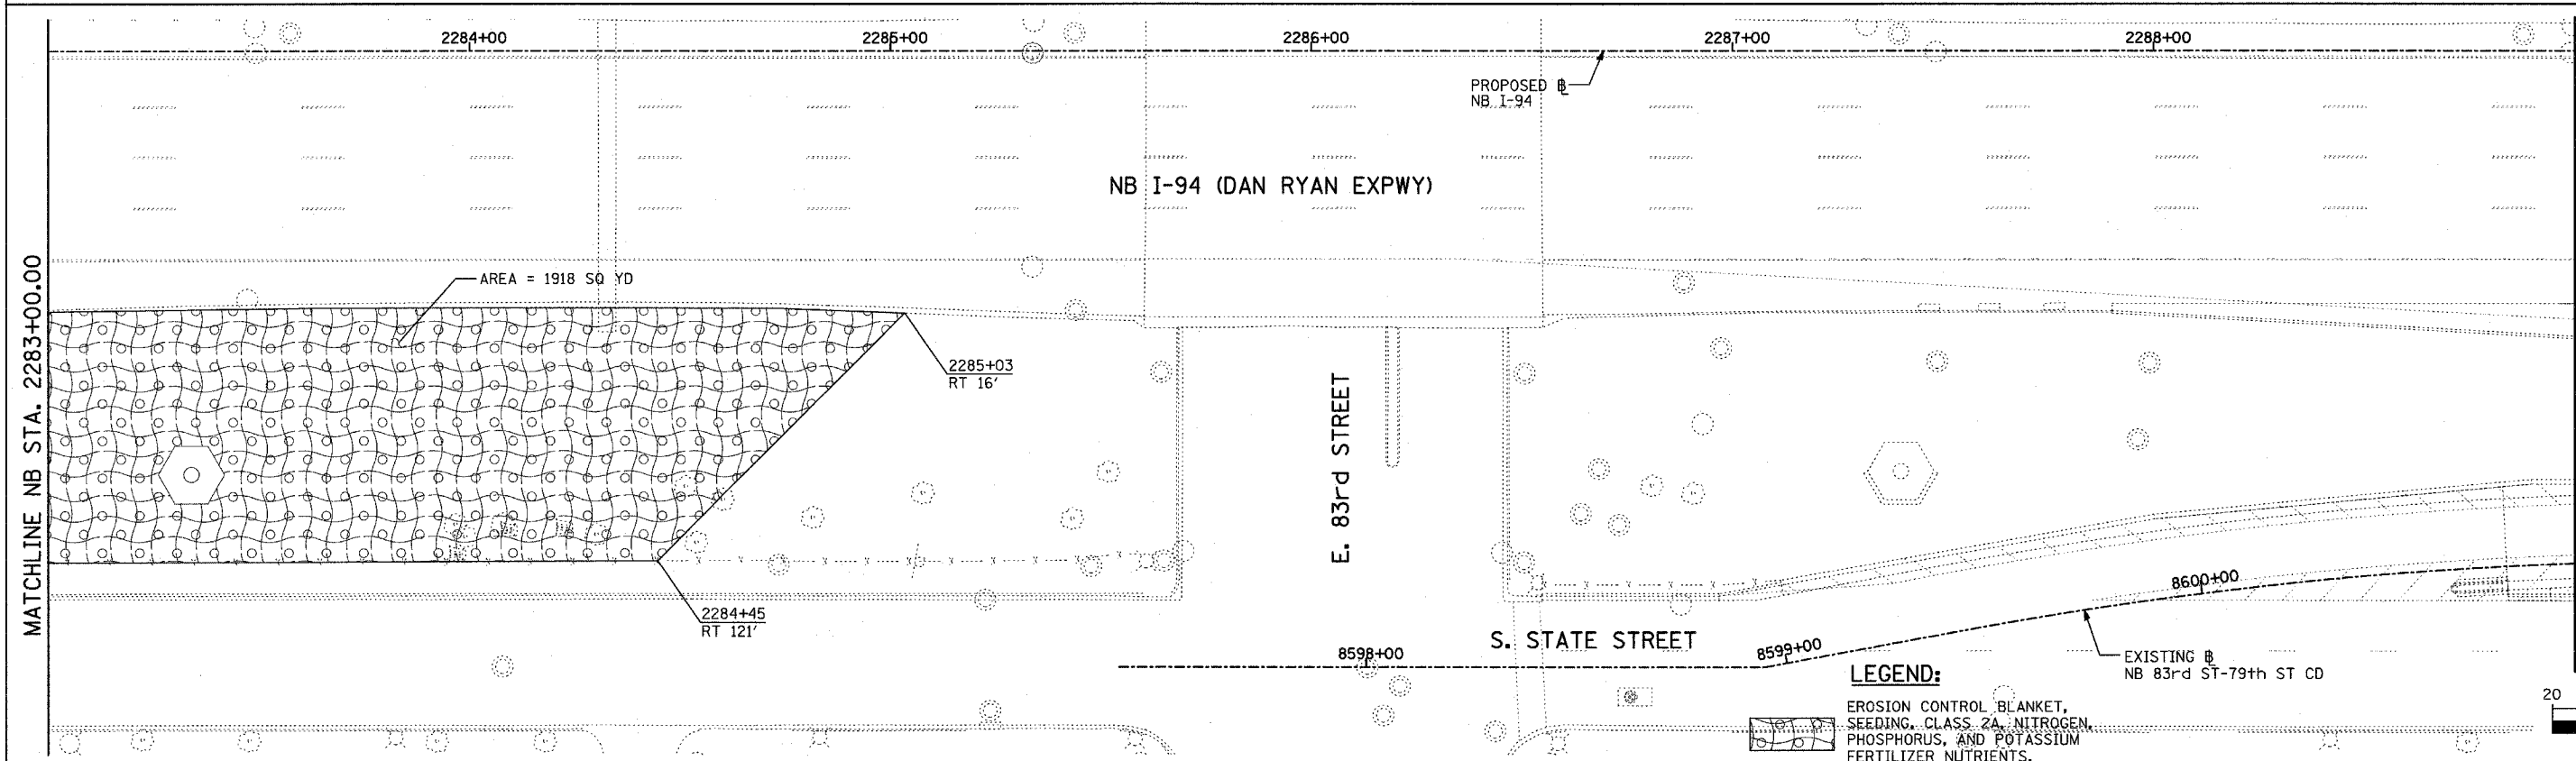 2284+00
2285+00
2286+00
2287+00
2288+00
PROPOSED ℄
NB I-94
NB I-94 (DAN RYAN EXPWY)
MATCHLINE NB STA. 2283+00.00
AREA = 1918 SQ YD
2285+03
RT 16'
E. 83rd STREET
2284+45
RT 121'
S. STATE STREET
8598+00
8599+00
8600+00
EXISTING ℄
NB 83rd ST-79th ST CD
LEGEND:
EROSION CONTROL BLANKET,
SEEDING, CLASS 2A, NITROGEN,
PHOSPHORUS, AND POTASSIUM
FERTILIZER NUTRIENTS.
20